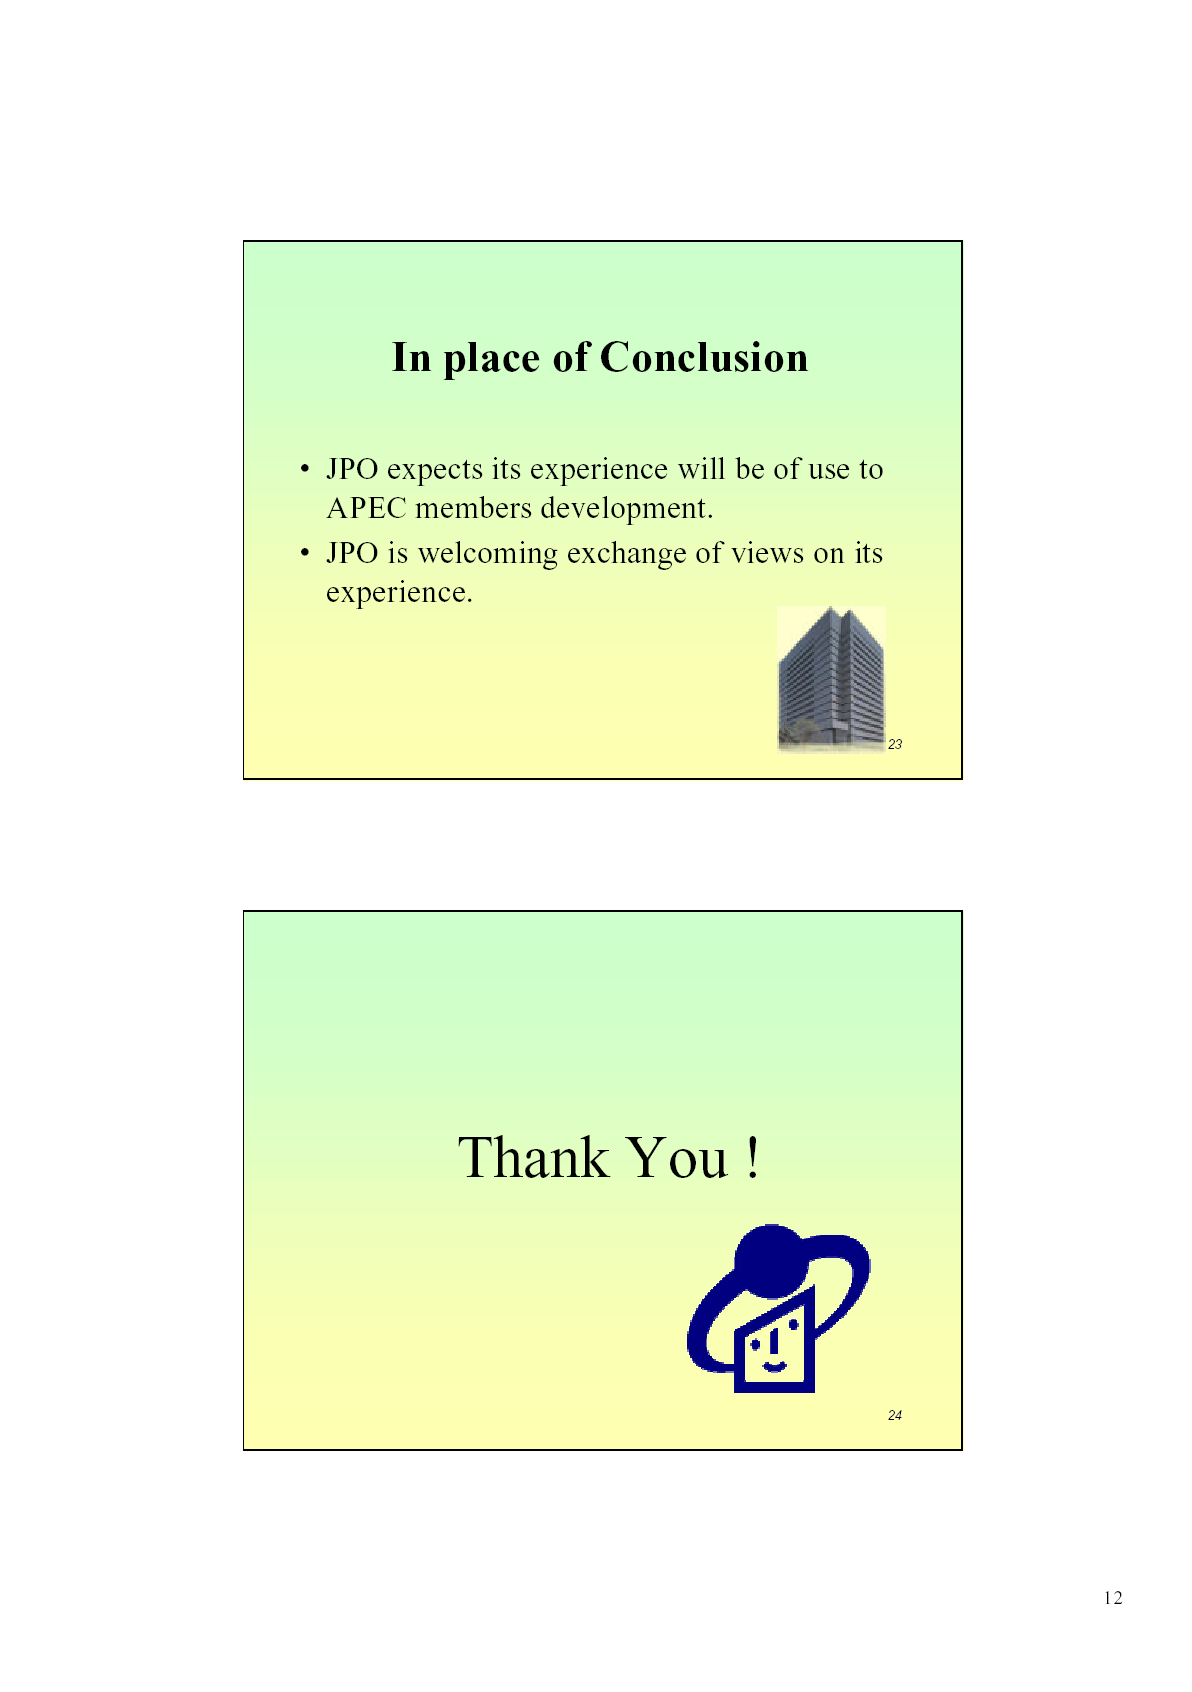 In place of Conclusion
• JPO expects its experience will be of use to
APEC members development.
• JPO is welcoming exchange of views on its
experience.
23
Thank You !
24
12